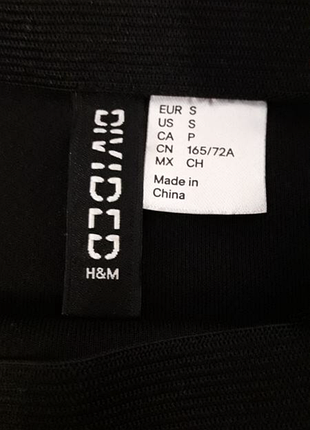 DIVIDED
H&M
EUR S
US S
CA P
CN 165/72A
MX CH
Made in
China